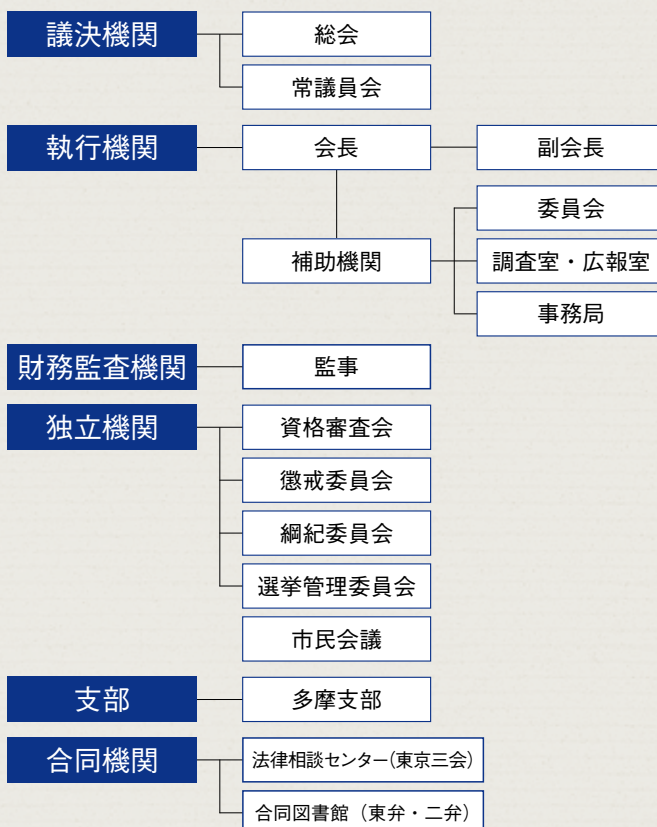 議決機関
総会
常議員会
執行機関
会長
副会長
補助機関
委員会
調査室・広報室
事務局
財務監査機関
監事
独立機関
資格審査会
懲戒委員会
綱紀委員会
選挙管理委員会
市民会議
支部
多摩支部
合同機関
法律相談センター(東京三会)
合同図書館（東弁・二弁）